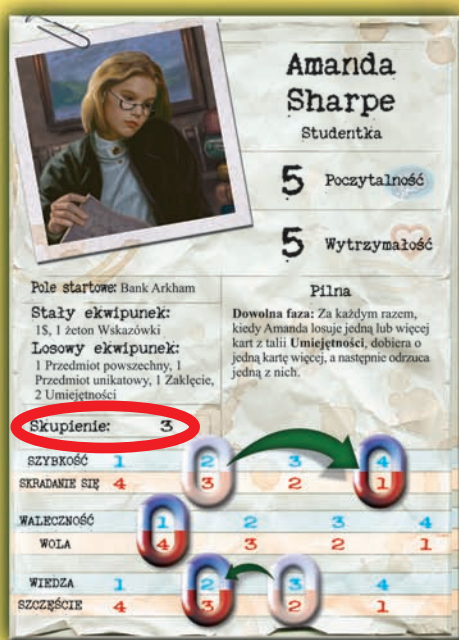 Amanda
Sharpe
Studentka
5 Poczytalność
5 Wytrzymałość
Pole startowe: Bank Arkham
Stały ekwipunek:
1$, 1 żeton Wskazówki
Losowy ekwipunek:
1 Przedmiot powszechny, 1
Przedmiot unikatowy, 1 Zaklęcie,
2 Umiejętności
Pilna
Dowolna faza: Za każdym razem,
kiedy Amanda losuje jedną lub więcej
kart z talii Umiejętności, dobiera o
jedną kartę więcej, a następnie odrzuca
jedną z nich.
Skupienie: 3
SZYBKOŚĆ 1 2 3 4
SKRADANIE SIĘ 4 3 2 1
WALECZNOŚĆ 1 2 3 4
WOLA 4 3 2 1
WIEDZA 1 2 3 4
SZCZĘŚCIE 4 3 2 1